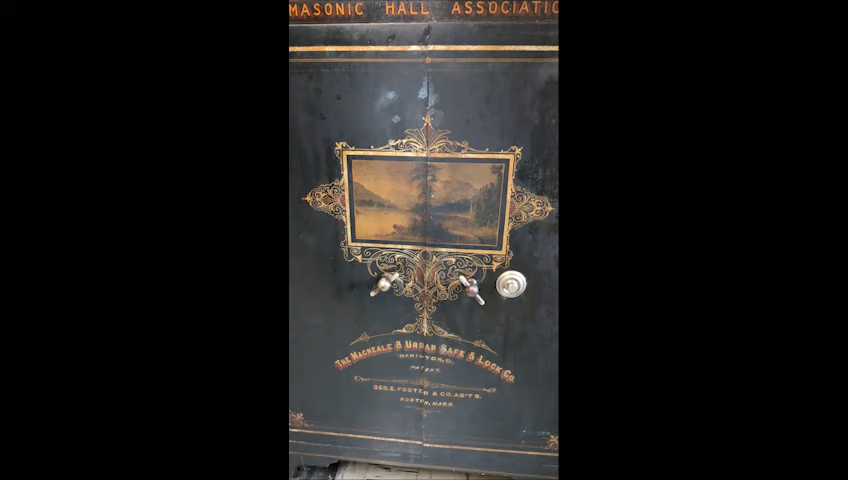 MASONIC HALL ASSOCIATIO
THE MACNEALE & URBAN SAFE & LOCK CO.
HAMILTON, O.
PATENT.
GEO. E. FOSTER & CO. AG'TS.
BOSTON, MASS.